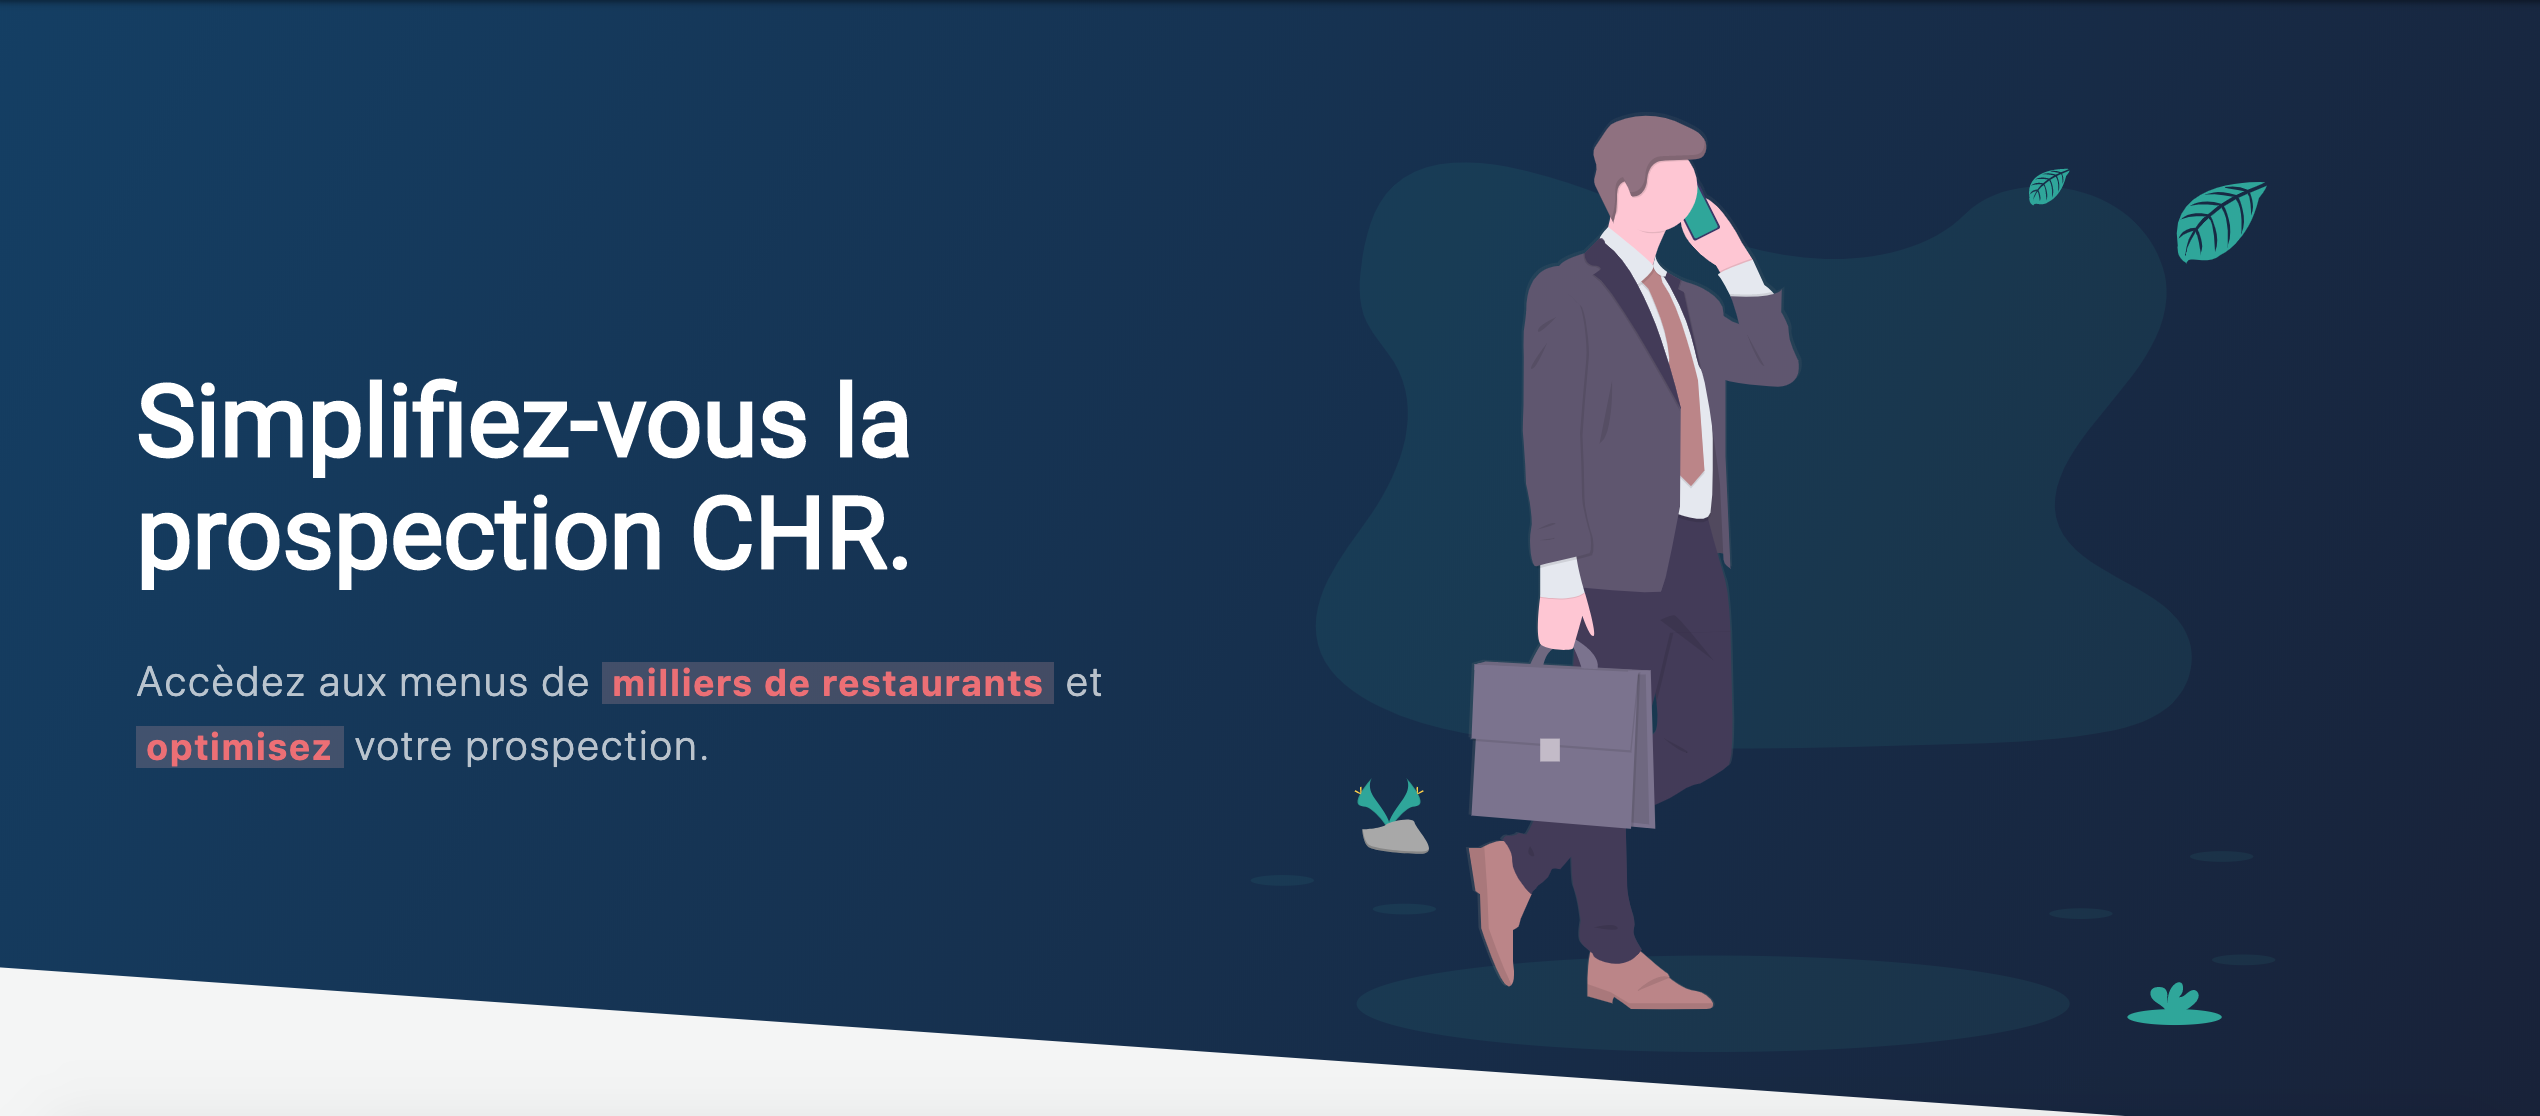 Simplifiez-vous la
prospection CHR.
Accèdez aux menus de milliers de restaurants et
optimisez votre prospection.